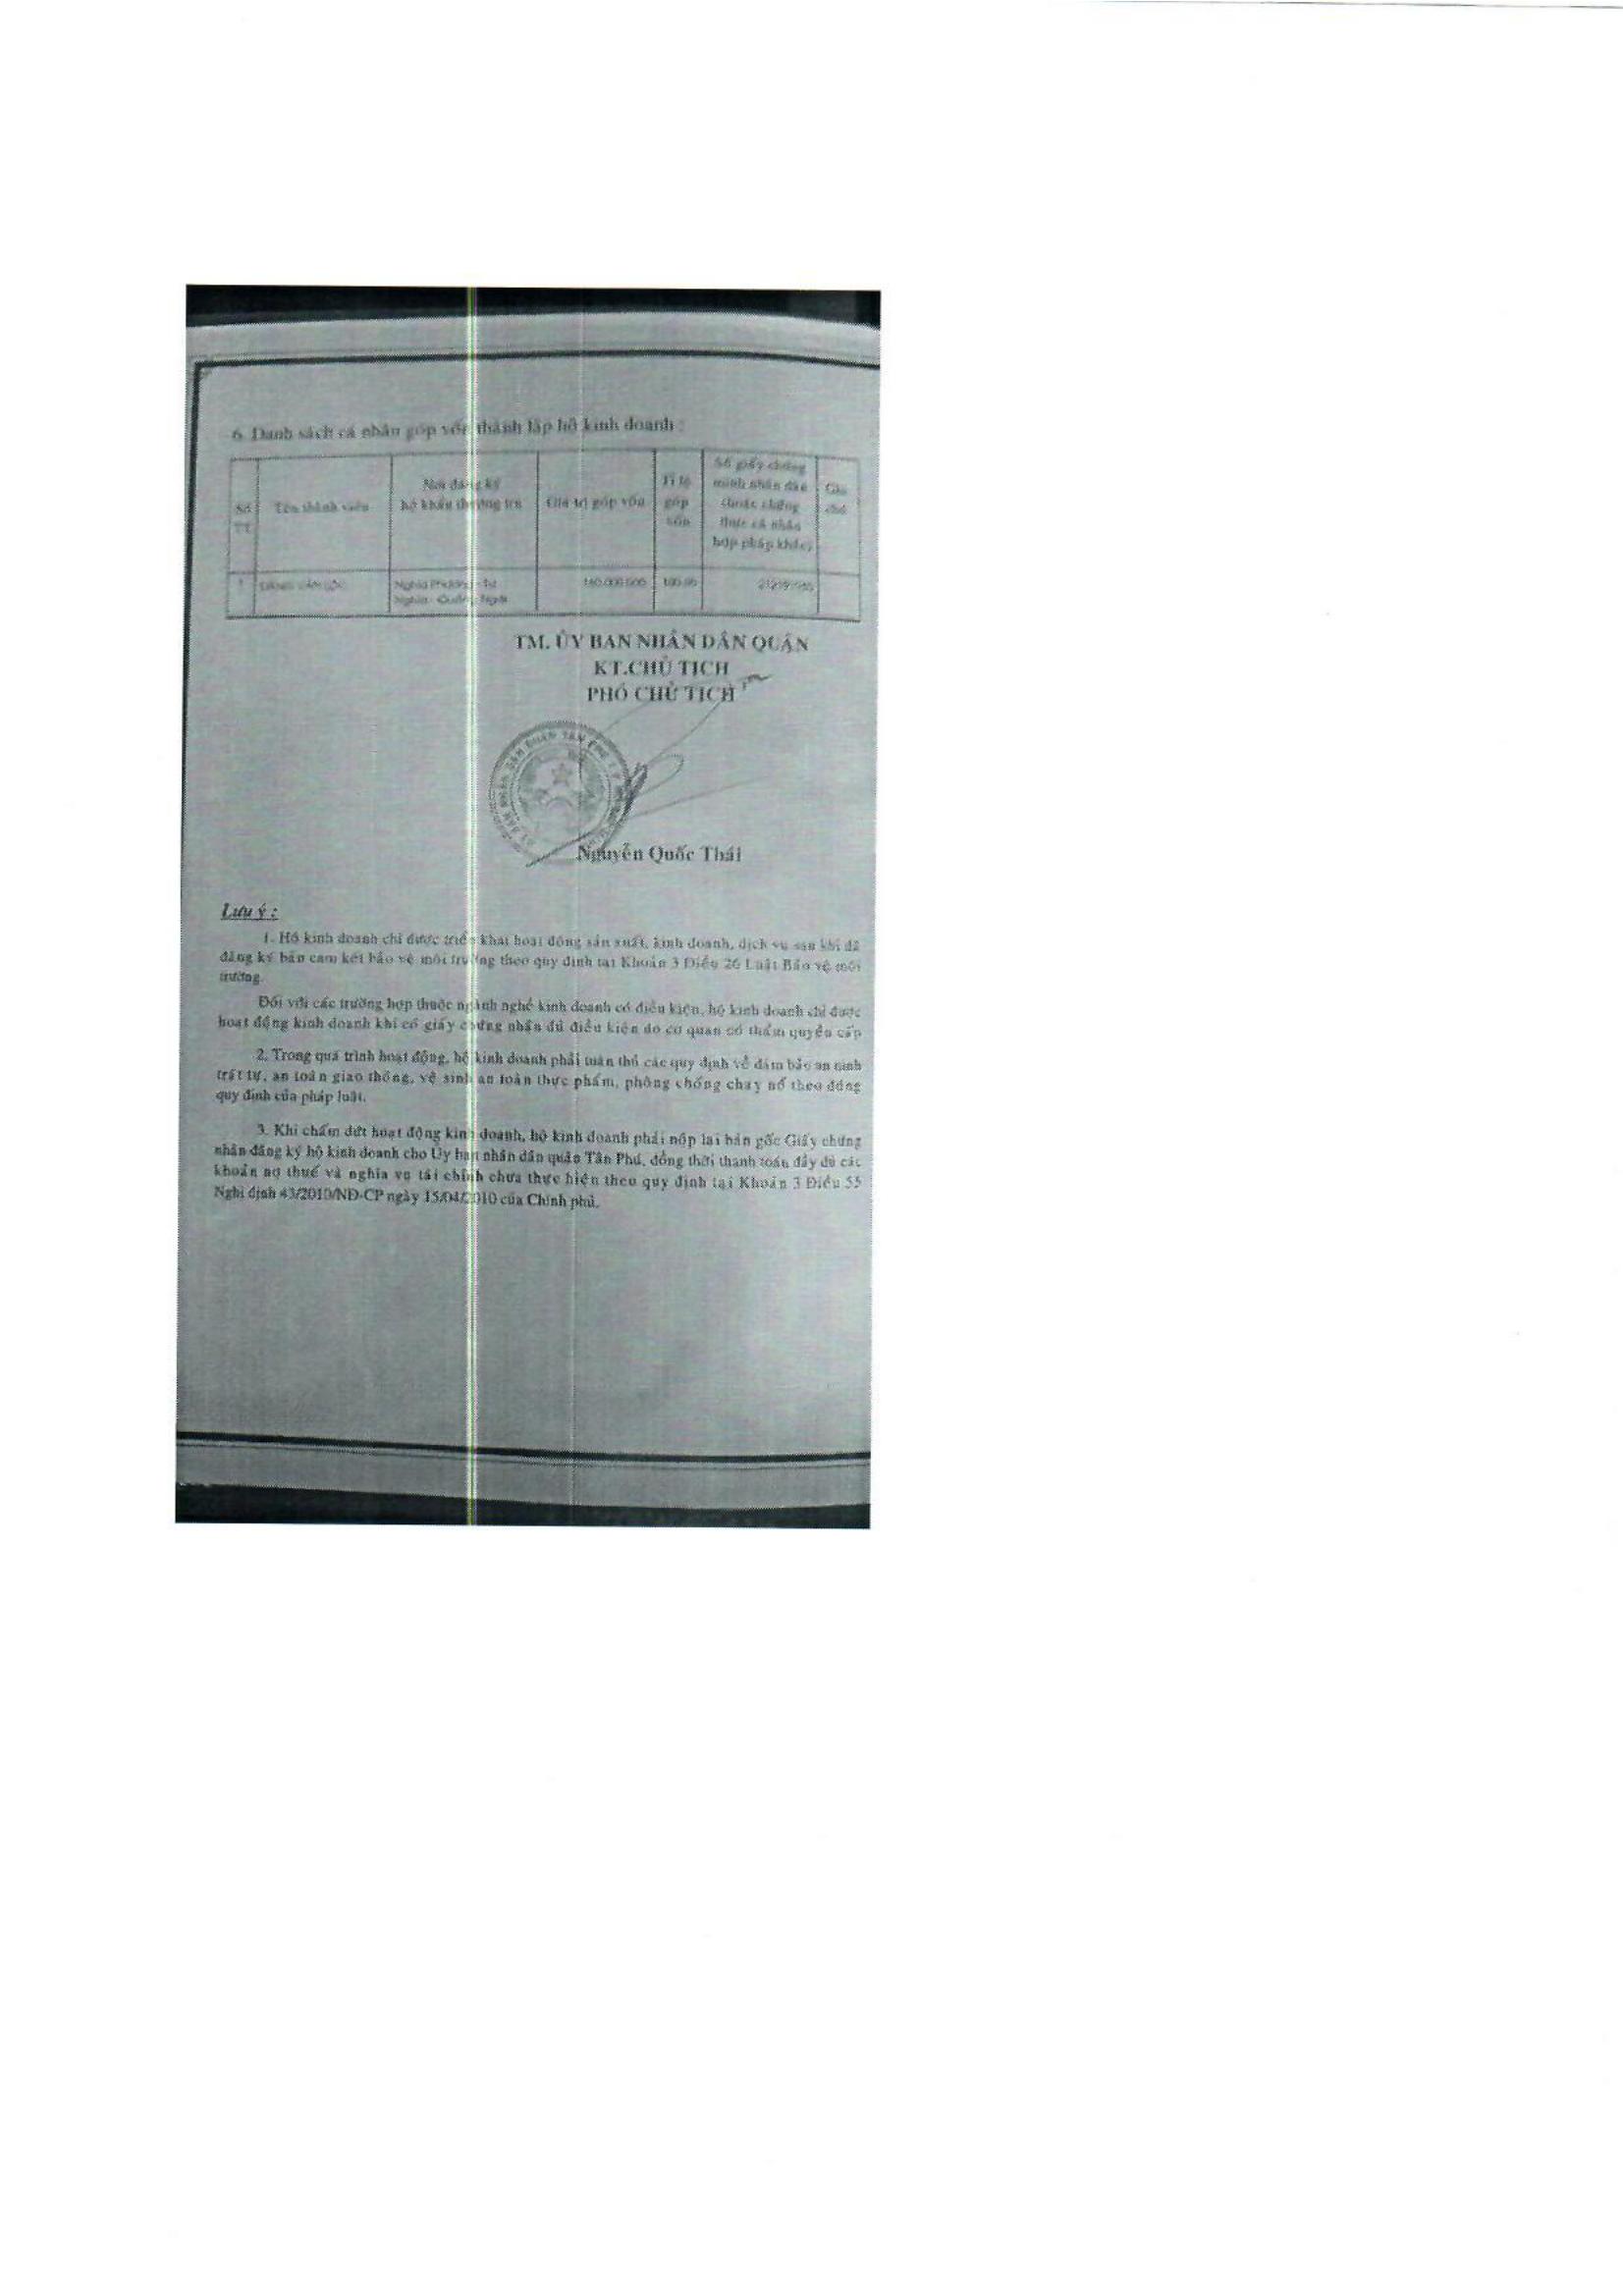 6. Danh sách cá nhân góp vốn thành lập hộ kinh doanh :
Số TT
Tên thành viên
Nơi đăng ký
hộ khẩu thường trú
Giá trị góp vốn
Tỉ lệ
góp
vốn
Số giấy chứng
minh nhân dân
(hoặc chứng
thực cá nhân
hợp pháp khác)
Ghi
chú
1
Nghĩa - Quảng Ngãi
100.00
TM. ỦY BAN NHÂN DÂN QUẬN
KT.CHỦ TỊCH
PHÓ CHỦ TỊCH
Nguyễn Quốc Thái
Lưu ý :
1. Hộ kinh doanh chỉ được triển khai hoạt động sản xuất, kinh doanh, dịch vụ sau khi đã
đăng ký bản cam kết bảo vệ môi trường theo quy định tại Khoản 3 Điều 26 Luật Bảo vệ môi
trường.
Đối với các trường hợp thuộc ngành nghề kinh doanh có điều kiện, hộ kinh doanh chỉ được
hoạt động kinh doanh khi có giấy chứng nhận đủ điều kiện do cơ quan có thẩm quyền cấp
2. Trong quá trình hoạt động, hộ kinh doanh phải tuân thủ các quy định về đảm bảo an ninh
trật tự, an toàn giao thông, vệ sinh an toàn thực phẩm, phòng chống cháy nổ theo đúng
quy định của pháp luật.
3. Khi chấm dứt hoạt động kinh doanh, hộ kinh doanh phải nộp lại bản gốc Giấy chứng
nhận đăng ký hộ kinh doanh cho Ủy ban nhân dân quận Tân Phú, đồng thời thanh toán đầy đủ các
khoản nợ thuế và nghĩa vụ tài chính chưa thực hiện theo quy định tại Khoản 3 Điều 55
Nghị định 43/2010/NĐ-CP ngày 15/04/2010 của Chính phủ.